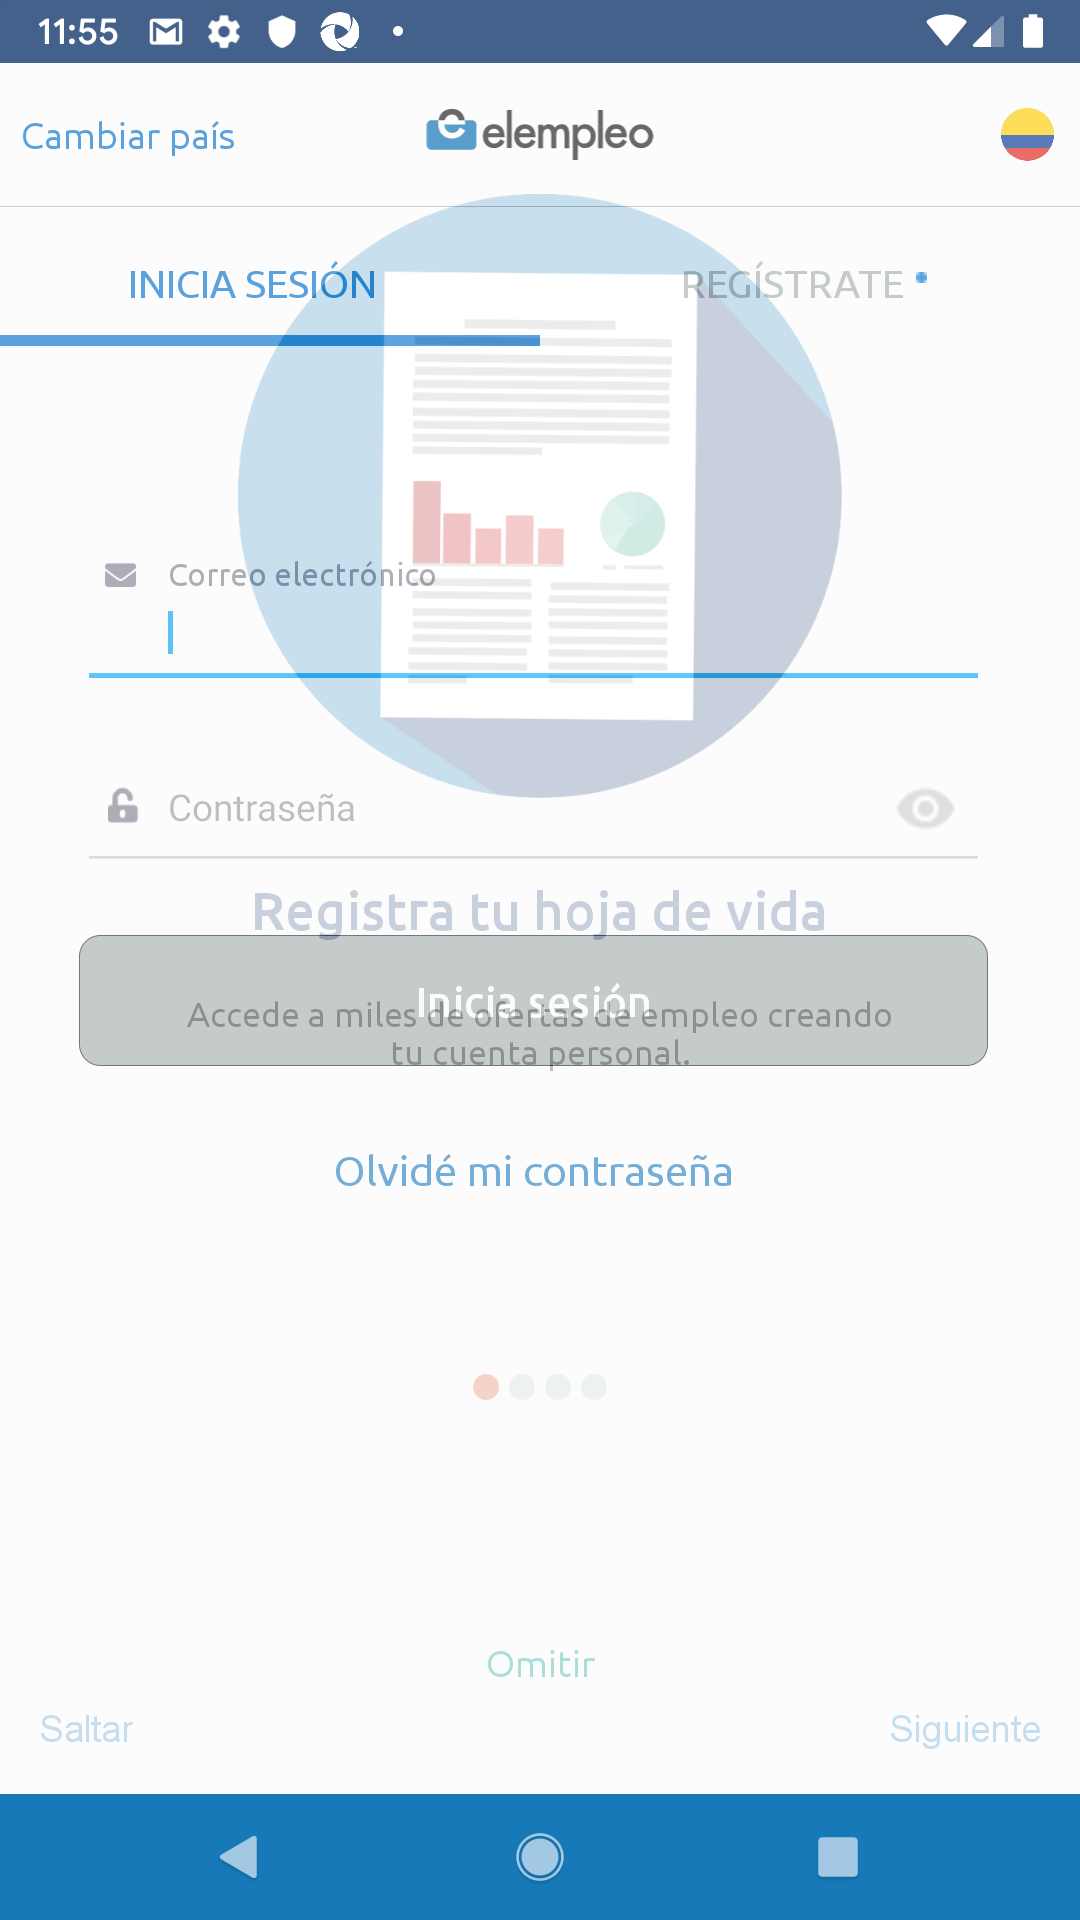 11:55
Cambiar país
elempleo
INICIA SESIÓN
REGÍSTRATE
Correo electrónico
Contraseña
Registra tu hoja de vida
Inicia sesión
Accede a miles de ofertas de empleo creando
tu cuenta personal.
Olvidé mi contraseña
Omitir
Saltar
Siguiente